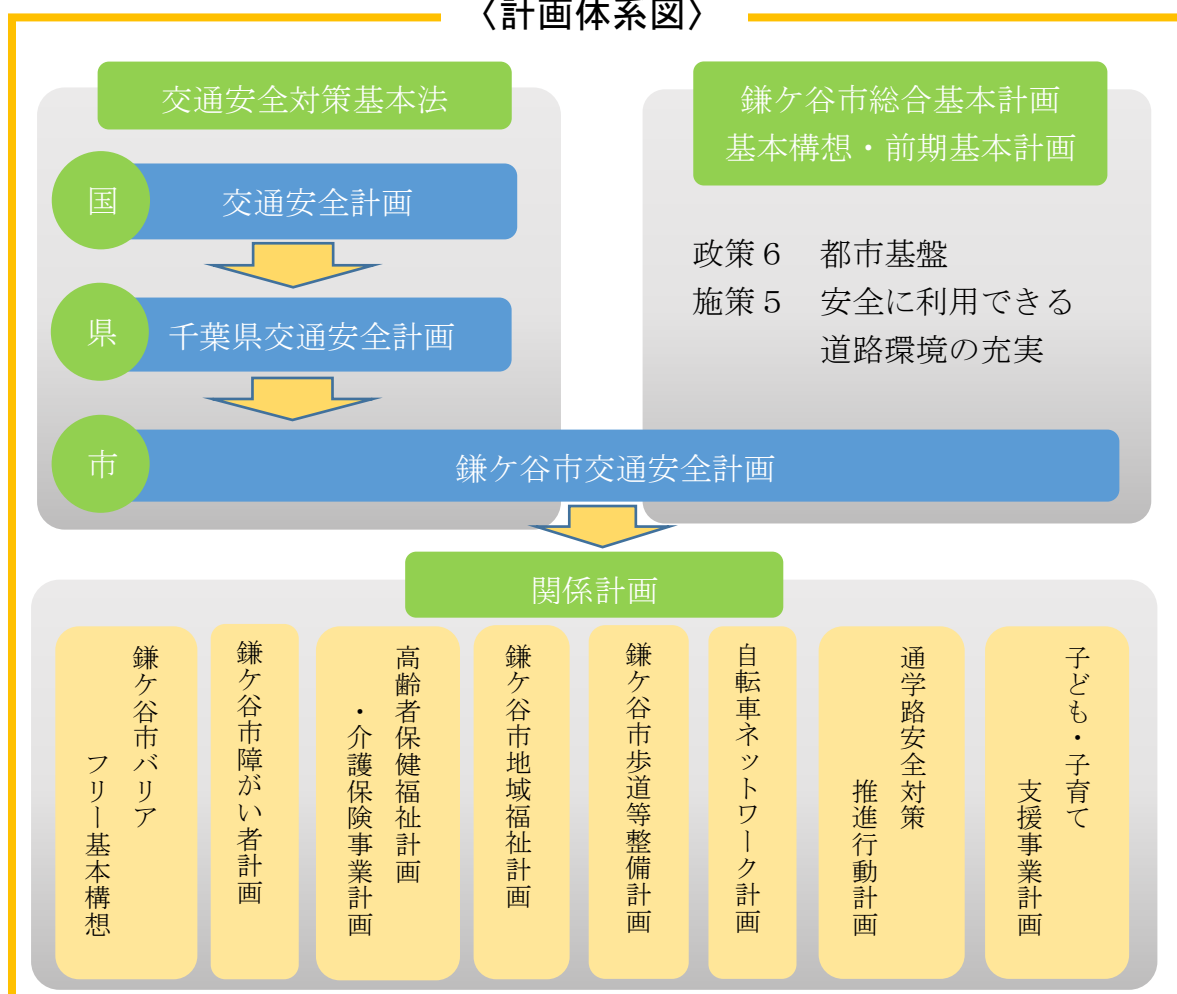 〈計画体系図〉
交通安全対策基本法
国
交通安全計画
県
千葉県交通安全計画
市
鎌ケ谷市交通安全計画
鎌ケ谷市総合基本計画
基本構想・前期基本計画
政策６　都市基盤
施策５　安全に利用できる
道路環境の充実
関係計画
鎌ケ谷市バリア
フリー基本構想
鎌ケ谷市障がい者計画
高齢者保健福祉計画
・介護保険事業計画
鎌ケ谷市地域福祉計画
鎌ケ谷市歩道等整備計画
自転車ネットワーク計画
通学路安全対策
推進行動計画
子ども・子育て
支援事業計画